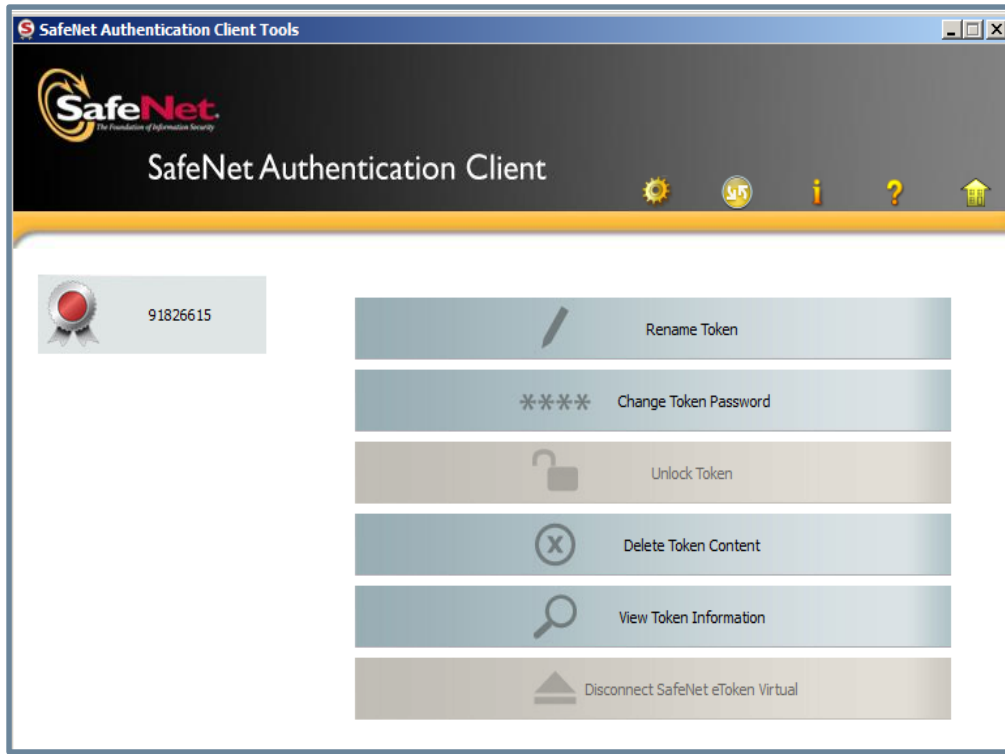 SafeNet Authentication Client Tools
SafeNet.
The Foundation of Information Security
SafeNet Authentication Client
91826615
Rename Token
**** Change Token Password
Unlock Token
Delete Token Content
View Token Information
Disconnect SafeNet eToken Virtual